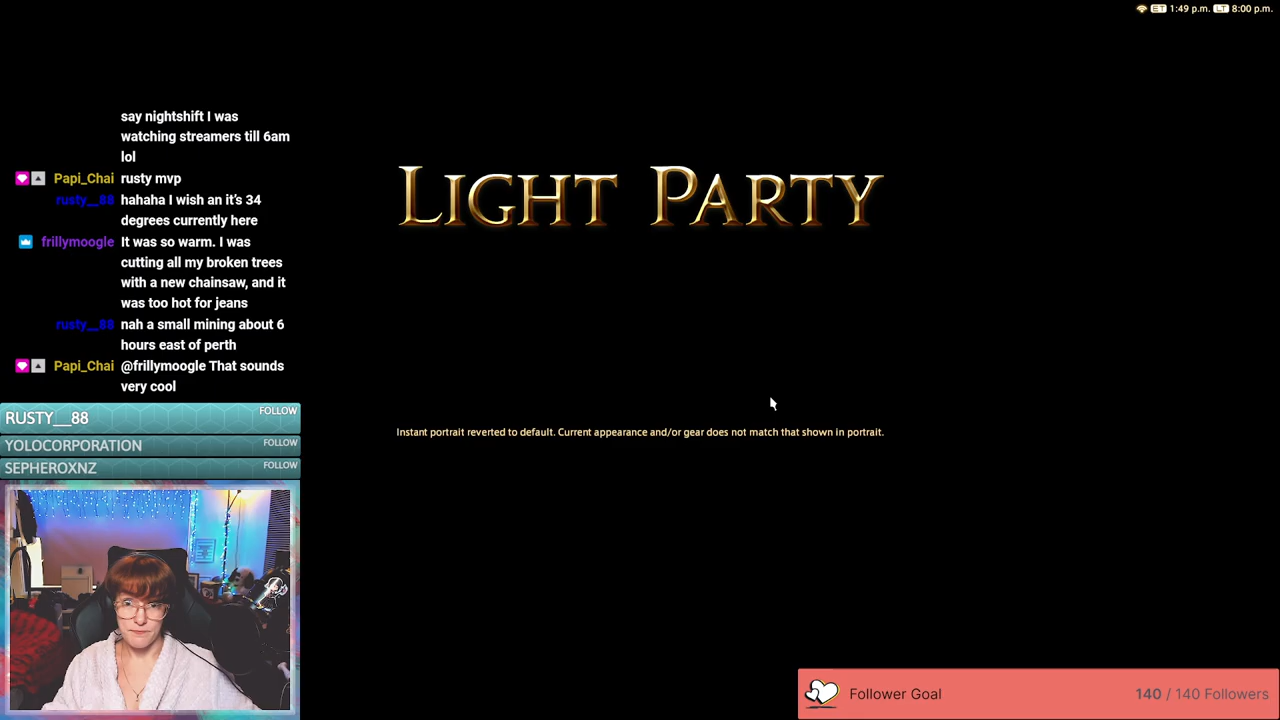 ET 1:49 p.m. LT 8:00 p.m.
say nightshift I was
watching streamers till 6am
lol
Papi_Chai rusty mvp
rusty__88 hahaha I wish an it's 34
degrees currently here
frillymoogle It was so warm. I was
cutting all my broken trees
with a new chainsaw, and it
was too hot for jeans
rusty__88 nah a small mining about 6
hours east of perth
Papi_Chai @frillymoogle That sounds
very cool
RUSTY__88 FOLLOW
YOLOCORPORATION FOLLOW
SEPHEROXNZ FOLLOW
LIGHT PARTY
Instant portrait reverted to default. Current appearance and/or gear does not match that shown in portrait.
Follower Goal 140 / 140 Followers